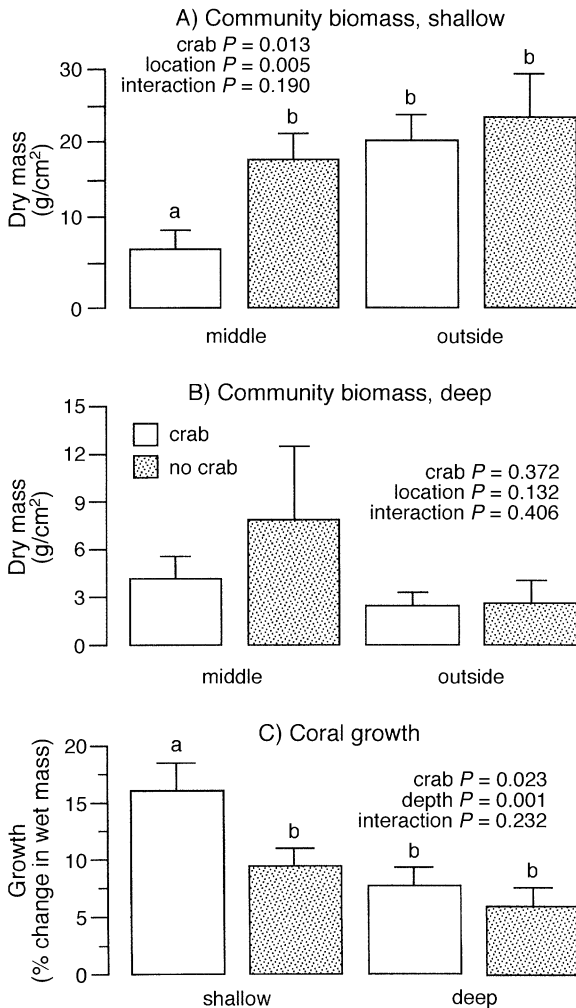 A) Community biomass, shallow
crab P = 0.013
location P = 0.005
interaction P = 0.190
Dry mass
(g/cm²)
30
20
10
0
a
b
b
b
middle
outside
B) Community biomass, deep
crab
no crab
crab P = 0.372
location P = 0.132
interaction P = 0.406
Dry mass
(g/cm²)
15
12
9
6
3
0
middle
outside
C) Coral growth
crab P = 0.023
depth P = 0.001
interaction P = 0.232
Growth
(% change in wet mass)
20
15
10
5
0
a
b
b
b
shallow
deep